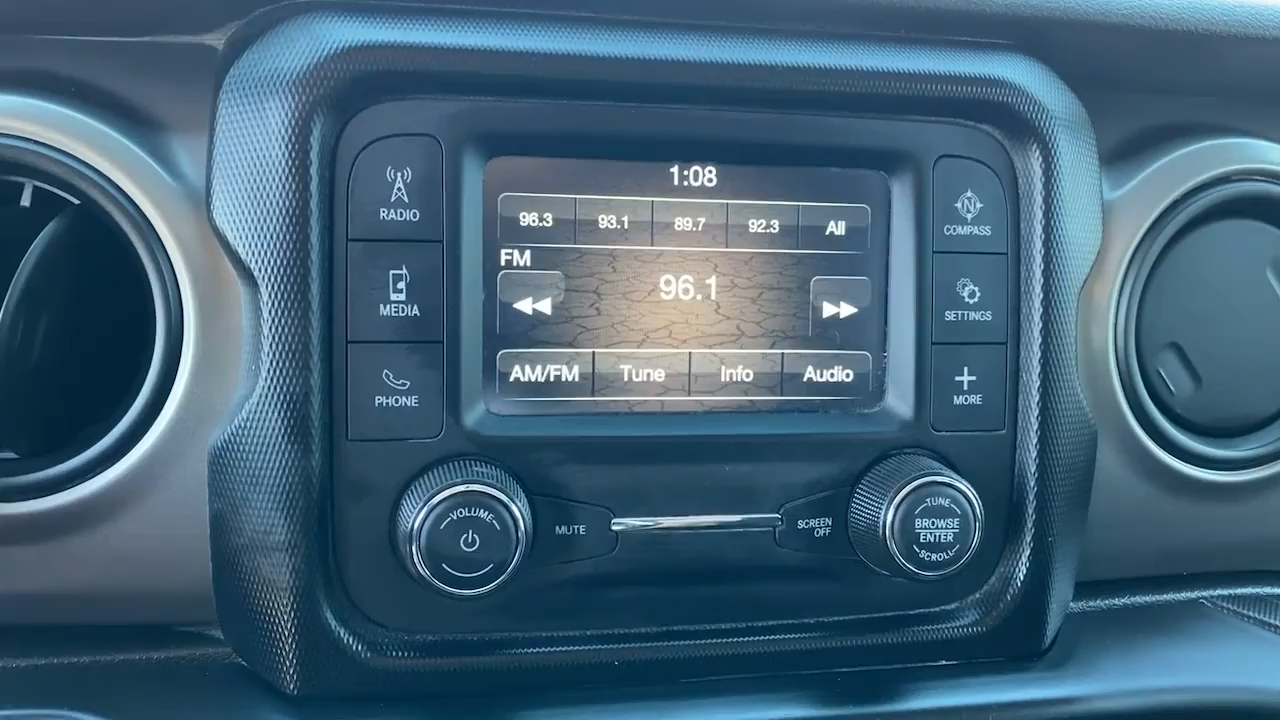 1:08
96.3 93.1 89.7 92.3 All
FM
96.1
AM/FM Tune Info Audio
RADIO
MEDIA
PHONE
N
COMPASS
SETTINGS
MORE
VOLUME
MUTE
SCREEN
OFF
TUNE
BROWSE
ENTER
SCROLL